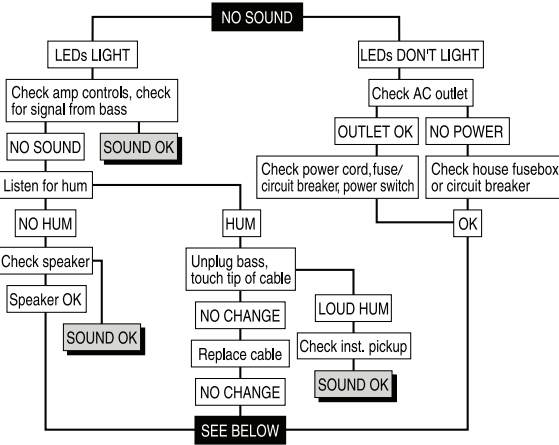 NO SOUND
LEDs LIGHT
LEDs DON'T LIGHT
Check amp controls, check
for signal from bass
Check AC outlet
NO SOUND
SOUND OK
OUTLET OK
NO POWER
Listen for hum
Check power cord, fuse/
circuit breaker, power switch
Check house fusebox
or circuit breaker
NO HUM
HUM
OK
Check speaker
Unplug bass,
touch tip of cable
Speaker OK
SOUND OK
NO CHANGE
LOUD HUM
Replace cable
Check inst. pickup
NO CHANGE
SOUND OK
SEE BELOW